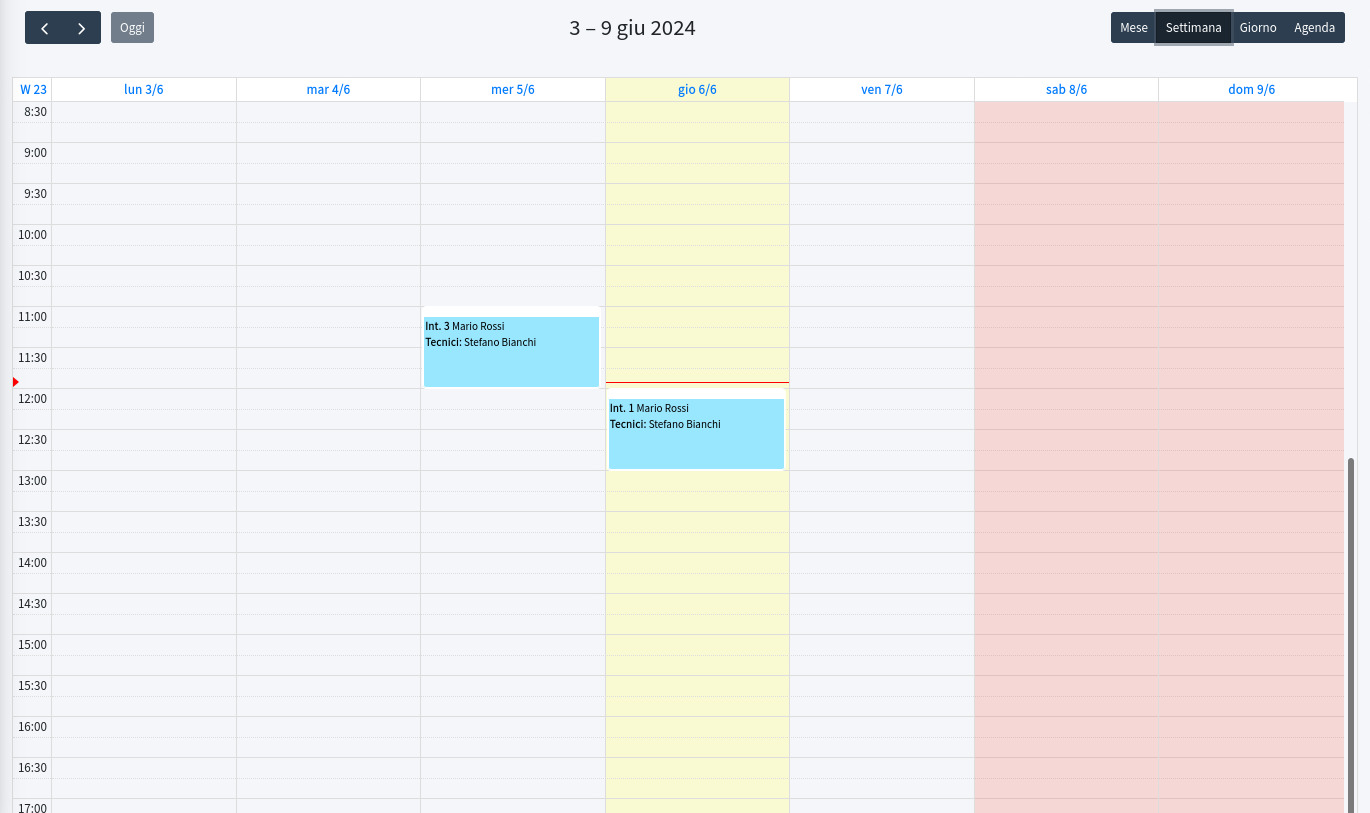 Oggi
3 – 9 giu 2024
Mese Settimana Giorno Agenda
W 23 lun 3/6 mar 4/6 mer 5/6 gio 6/6 ven 7/6 sab 8/6 dom 9/6
8:30
9:00
9:30
10:00
10:30
11:00
Int. 3 Mario Rossi
Tecnici: Stefano Bianchi
11:30
12:00
Int. 1 Mario Rossi
Tecnici: Stefano Bianchi
12:30
13:00
13:30
14:00
14:30
15:00
15:30
16:00
16:30
17:00